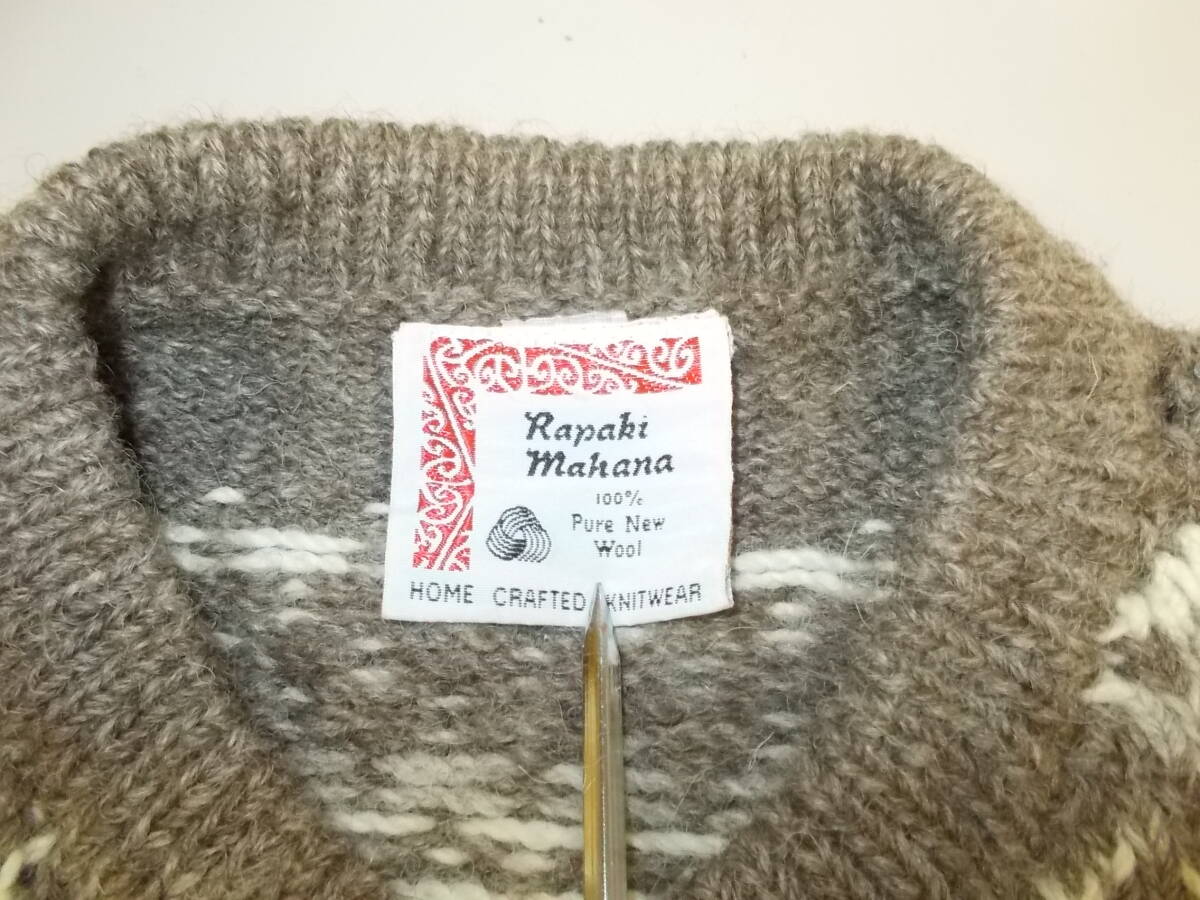 Rapaki
Mahana
100%
Pure New
Wool
HOME CRAFTED KNITWEAR